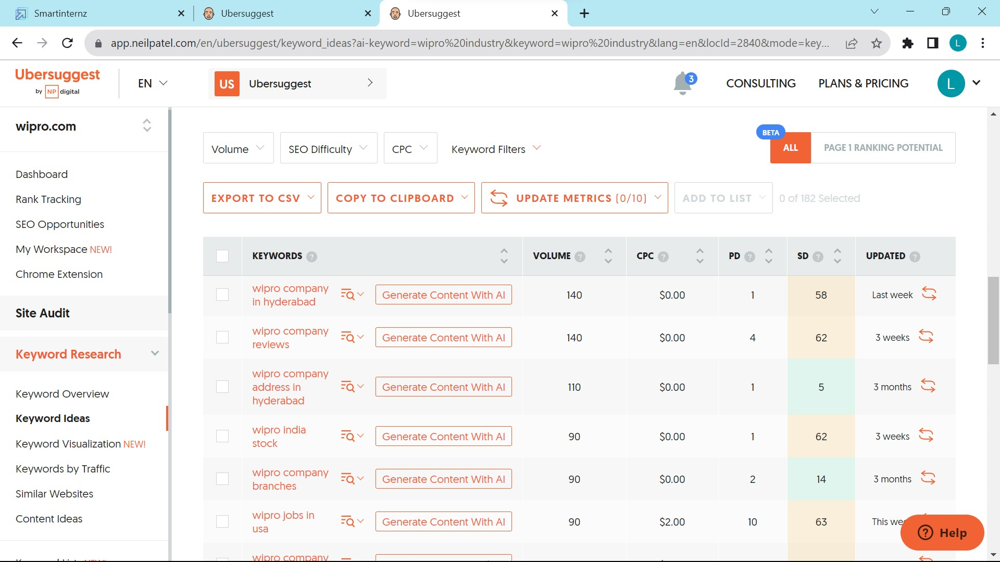 Smartinternz
Ubersuggest
Ubersuggest
app.neilpatel.com/en/ubersuggest/keyword_ideas?ai-keyword=wipro%20industry&keyword=wipro%20industry&lang=en&locId=2840&mode=key...
L
Ubersuggest
by NP digital
EN
US Ubersuggest
3
CONSULTING
PLANS & PRICING
L
wipro.com
Dashboard
Rank Tracking
SEO Opportunities
My Workspace NEW!
Chrome Extension
Site Audit
Keyword Research
Keyword Overview
Keyword Ideas
Keyword Visualization NEW!
Keywords by Traffic
Similar Websites
Content Ideas
Volume
SEO Difficulty
CPC
Keyword Filters
BETA
ALL
PAGE 1 RANKING POTENTIAL
EXPORT TO CSV
COPY TO CLIPBOARD
UPDATE METRICS (0/10)
ADD TO LIST
0 of 182 Selected
KEYWORDS ? VOLUME ? CPC ? PD ? SD ? UPDATED ?
wipro company
in hyderabad
Generate Content With AI 140 $0.00 1 58 Last week
wipro company
reviews
Generate Content With AI 140 $0.00 4 62 3 weeks
wipro company
address in
hyderabad
Generate Content With AI 110 $0.00 1 5 3 months
wipro india
stock
Generate Content With AI 90 $0.00 1 62 3 weeks
wipro company
branches
Generate Content With AI 90 $0.00 2 14 3 months
wipro jobs in
usa
Generate Content With AI 90 $2.00 10 63 This
wipro company
? Help